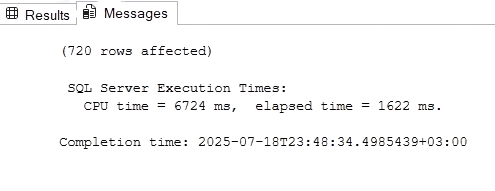 Results Messages
(720 rows affected)
SQL Server Execution Times:
CPU time = 6724 ms,  elapsed time = 1622 ms.
Completion time: 2025-07-18T23:48:34.4985439+03:00